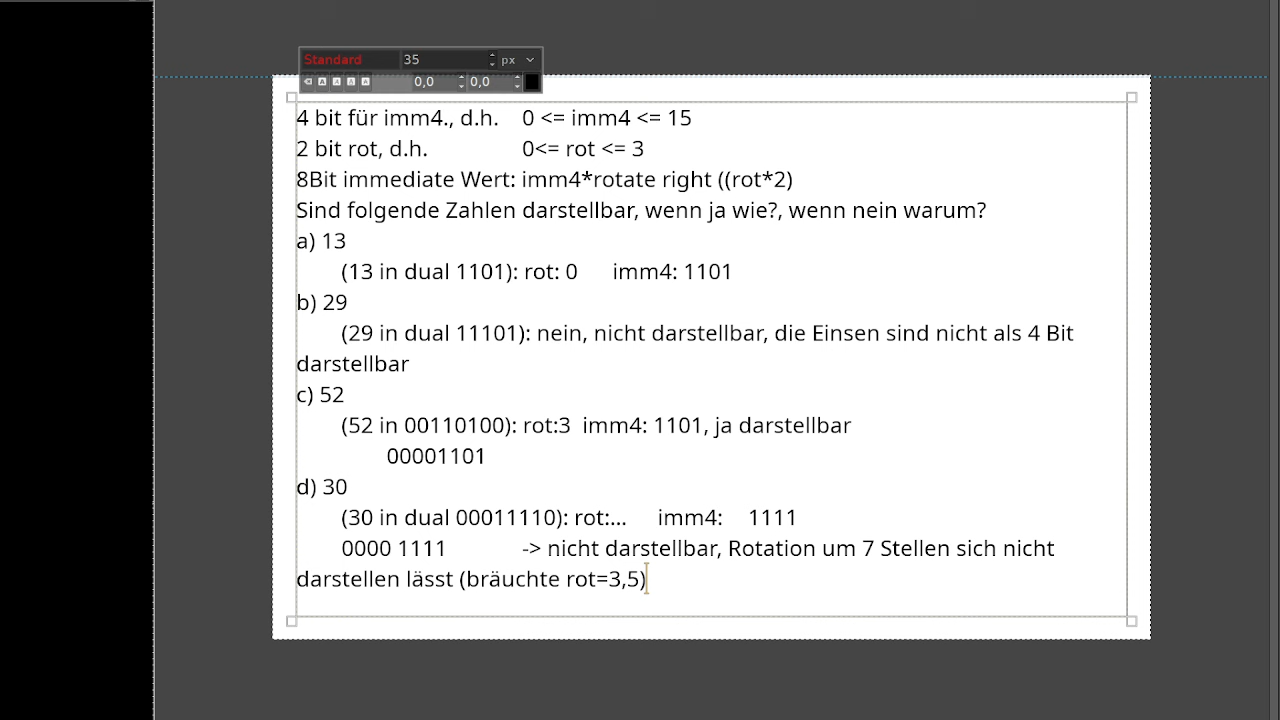 Standard 35 px
0,0 0,0
4 bit für imm4., d.h. 0 <= imm4 <= 15
2 bit rot, d.h. 0<= rot <= 3
8Bit immediate Wert: imm4*rotate right ((rot*2)
Sind folgende Zahlen darstellbar, wenn ja wie?, wenn nein warum?
a) 13
(13 in dual 1101): rot: 0 imm4: 1101
b) 29
(29 in dual 11101): nein, nicht darstellbar, die Einsen sind nicht als 4 Bit
darstellbar
c) 52
(52 in 00110100): rot:3 imm4: 1101, ja darstellbar
00001101
d) 30
(30 in dual 00011110): rot:... imm4: 1111
0000 1111 -> nicht darstellbar, Rotation um 7 Stellen sich nicht
darstellen lässt (bräuchte rot=3,5)